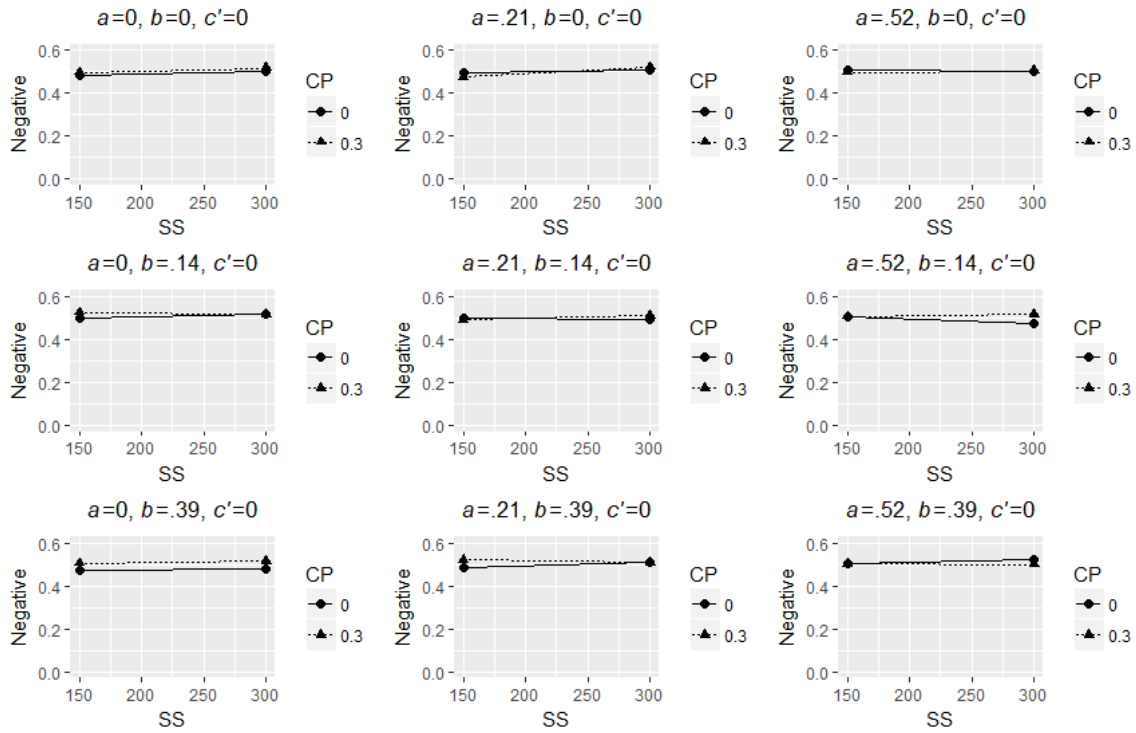 a=0, b=0, c'=0
Negative
0.6
0.4
0.2
0.0
150 200 250 300
SS
CP
0
0.3
a=.21, b=0, c'=0
Negative
0.6
0.4
0.2
0.0
150 200 250 300
SS
CP
0
0.3
a=.52, b=0, c'=0
Negative
0.6
0.4
0.2
0.0
150 200 250 300
SS
CP
0
0.3
a=0, b=.14, c'=0
Negative
0.6
0.4
0.2
0.0
150 200 250 300
SS
CP
0
0.3
a=.21, b=.14, c'=0
Negative
0.6
0.4
0.2
0.0
150 200 250 300
SS
CP
0
0.3
a=.52, b=.14, c'=0
Negative
0.6
0.4
0.2
0.0
150 200 250 300
SS
CP
0
0.3
a=0, b=.39, c'=0
Negative
0.6
0.4
0.2
0.0
150 200 250 300
SS
CP
0
0.3
a=.21, b=.39, c'=0
Negative
0.6
0.4
0.2
0.0
150 200 250 300
SS
CP
0
0.3
a=.52, b=.39, c'=0
Negative
0.6
0.4
0.2
0.0
150 200 250 300
SS
CP
0
0.3